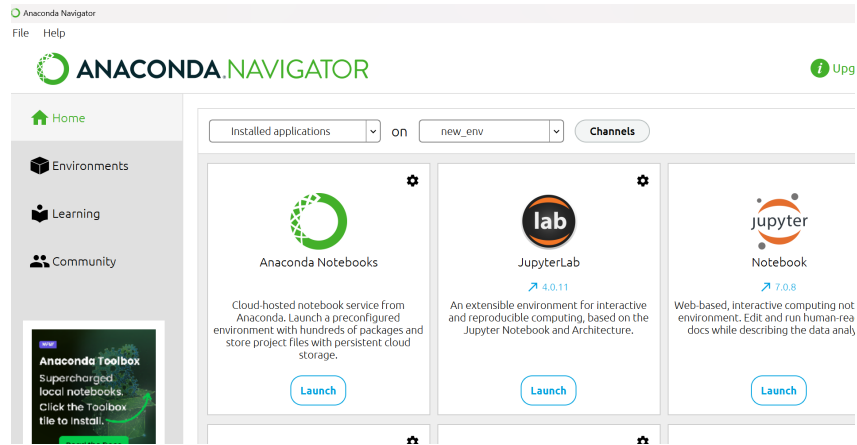 Anaconda Navigator
File Help
ANACONDA.NAVIGATOR
Upg
Home
Installed applications on new_env Channels
Environments
Learning
Community
Anaconda Notebooks
Cloud-hosted notebook service from
Anaconda. Launch a preconfigured
environment with hundreds of packages and
store project files with persistent cloud
storage.
Launch
lab
JupyterLab
4.0.11
An extensible environment for interactive
and reproducible computing, based on the
Jupyter Notebook and Architecture.
Launch
jupyter
Notebook
7.0.8
Web-based, interactive computing not
environment. Edit and run human-rea
docs while describing the data analy
Launch
NEW
Anaconda Toolbox
Supercharged
local notebooks.
Click the Toolbox
tile to install.
Read the Docs